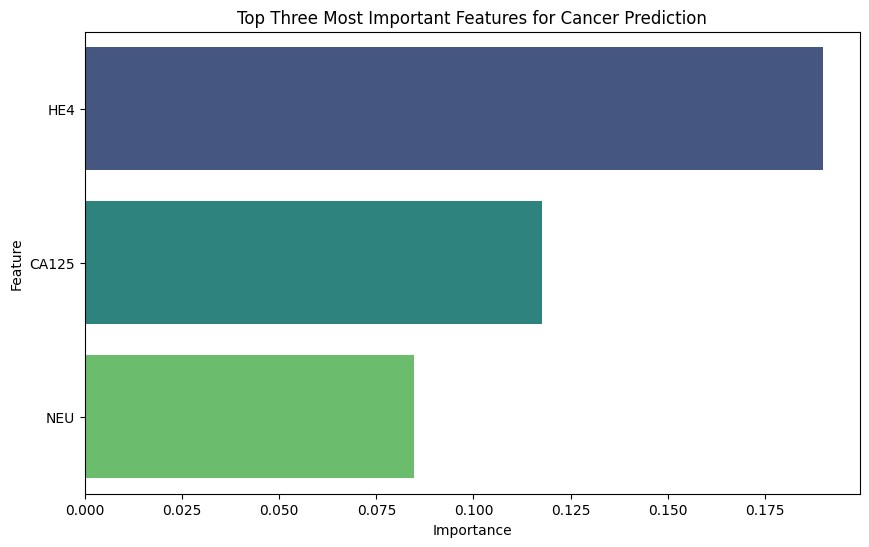 Top Three Most Important Features for Cancer Prediction
HE4
CA125
NEU
Feature
0.000 0.025 0.050 0.075 0.100 0.125 0.150 0.175
Importance